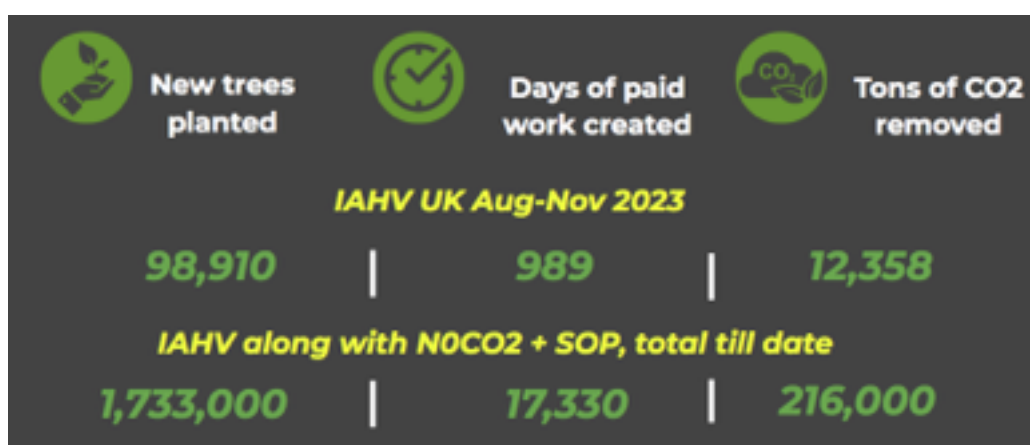 New trees planted
Days of paid work created
CO2
Tons of CO2 removed
IAHV UK Aug-Nov 2023
98,910 | 989 | 12,358
IAHV along with N0CO2 + SOP, total till date
1,733,000 | 17,330 | 216,000